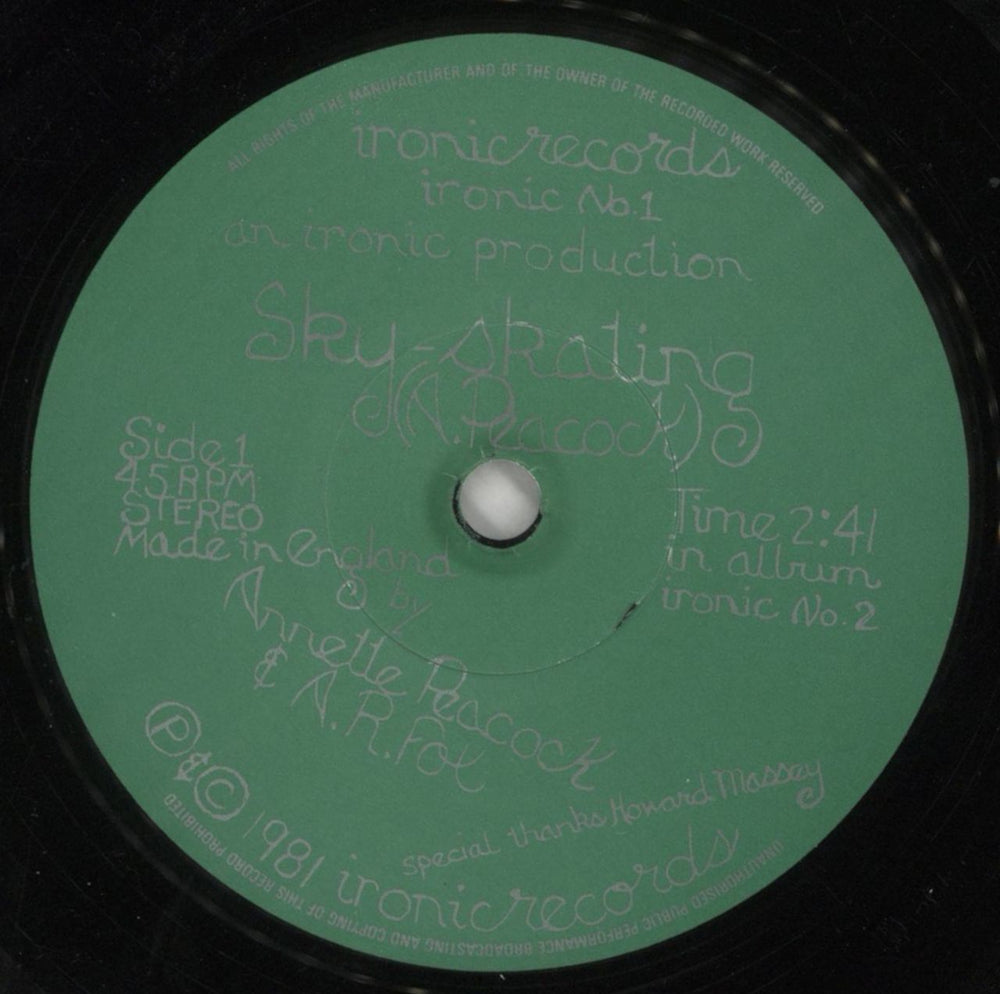 ALL RIGHTS OF THE MANUFACTURER AND OF THE OWNER OF THE RECORDED WORK RESERVED
ironicrecords
ironic No.1
an ironic production
Sky-skating
(A. Peacock)
Side 1
45 RPM
STEREO
Made in England
Time 2:41
in album
ironic No.2
by
Annette Peacock
& A.R. Fox
special thanks Howard Massey
Ⓟ&© 1981 ironicrecords
UNAUTHORISED PUBLIC PERFORMANCE BROADCASTING AND COPYING OF THIS RECORD PROHIBITED